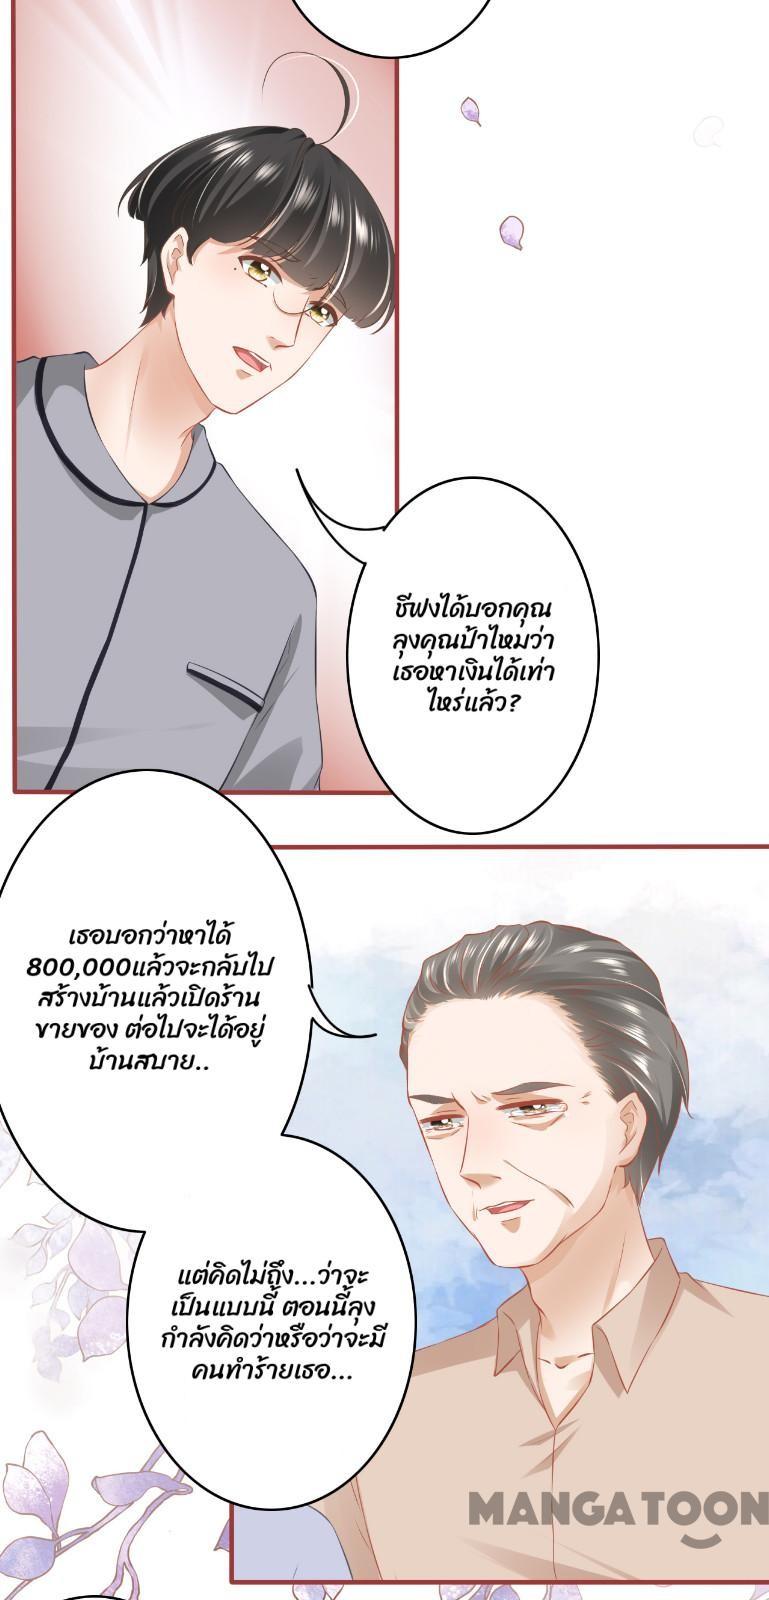 ชีฟงได้บอกคุณ
ลุงคุณป้าไหมว่า
เธอหาเงินได้เท่า
ไหร่แล้ว?
เธอบอกว่าหาได้
800,000แล้วจะกลับไป
สร้างบ้านแล้วเปิดร้าน
ขายของ ต่อไปจะได้อยู่
บ้านสบาย..
แต่คิดไม่ถึง...ว่าจะ
เป็นแบบนี้ ตอนนี้ลุง
กำลังคิดว่าหรือว่าจะมี
คนทำร้ายเธอ...
MANGATOON